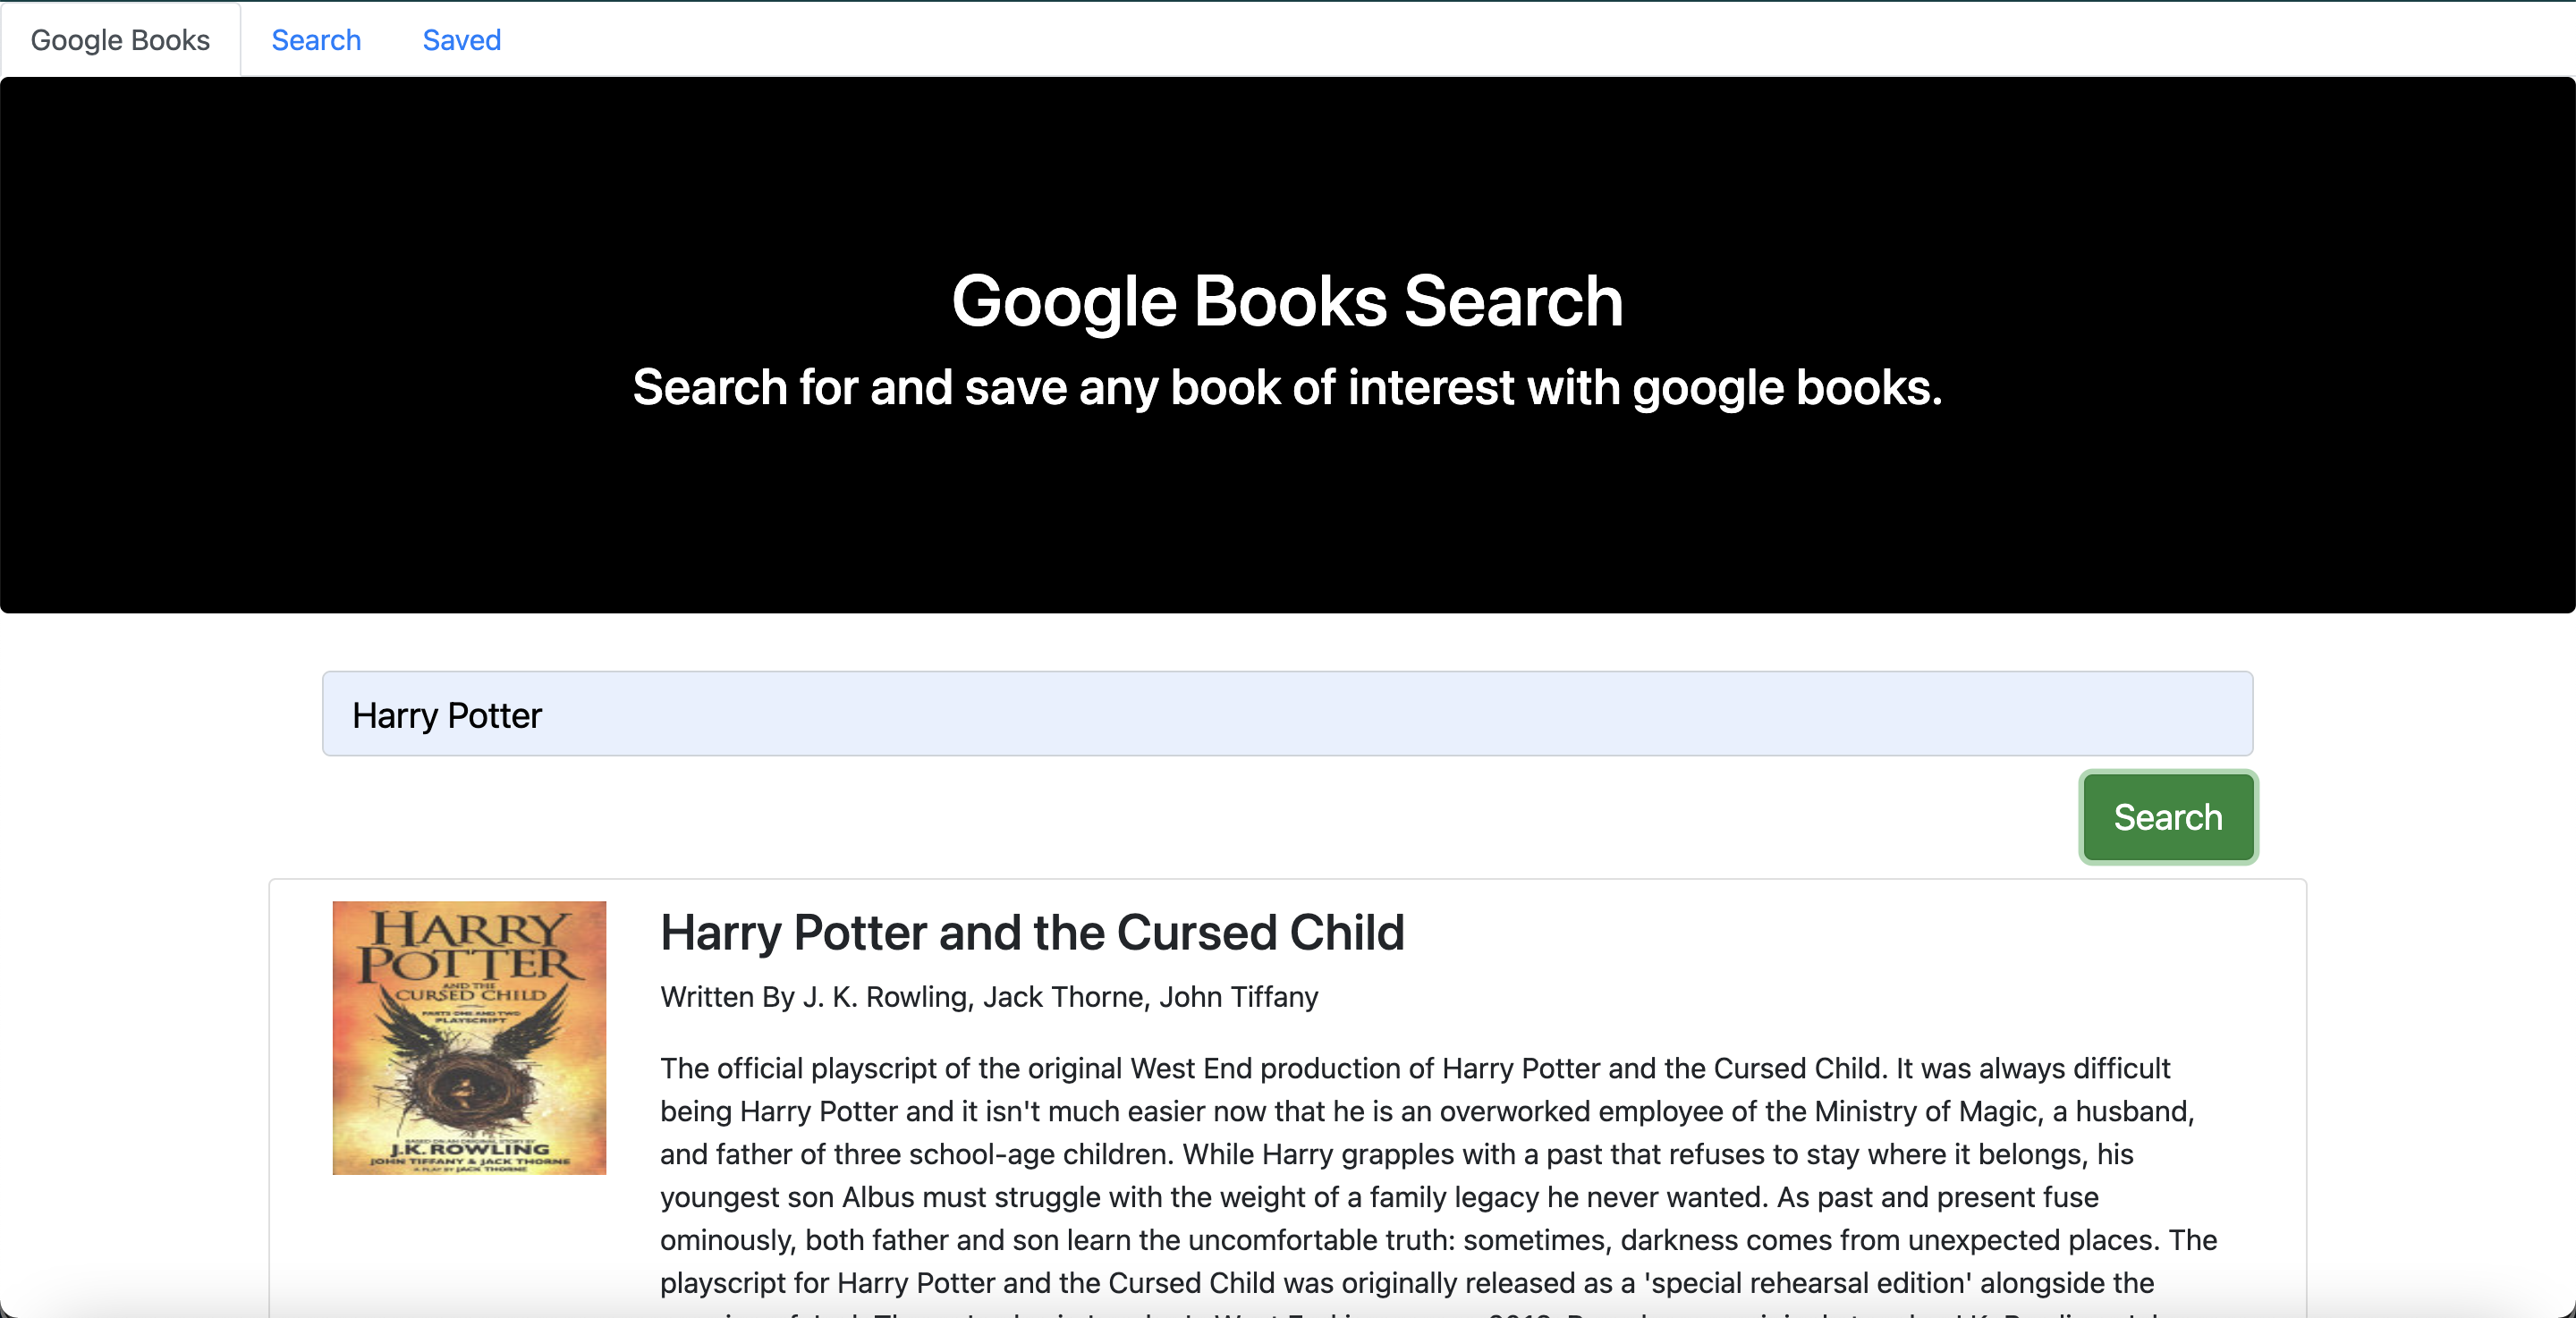 Google Books Search Saved
Google Books Search
Search for and save any book of interest with google books.
Harry Potter
Search
HARRY
POTTER
AND THE
CURSED CHILD
PARTS ONE AND TWO
PLAYSCRIPT
BASED ON AN ORIGINAL STORY BY
J.K. ROWLING
JOHN TIFFANY & JACK THORNE
A PLAY BY JACK THORNE
Harry Potter and the Cursed Child
Written By J. K. Rowling, Jack Thorne, John Tiffany
The official playscript of the original West End production of Harry Potter and the Cursed Child. It was always difficult
being Harry Potter and it isn't much easier now that he is an overworked employee of the Ministry of Magic, a husband,
and father of three school-age children. While Harry grapples with a past that refuses to stay where it belongs, his
youngest son Albus must struggle with the weight of a family legacy he never wanted. As past and present fuse
ominously, both father and son learn the uncomfortable truth: sometimes, darkness comes from unexpected places. The
playscript for Harry Potter and the Cursed Child was originally released as a 'special rehearsal edition' alongside the